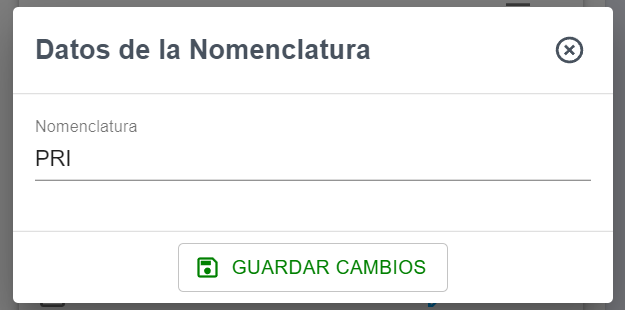 Datos de la Nomenclatura
Nomenclatura
PRI
GUARDAR CAMBIOS